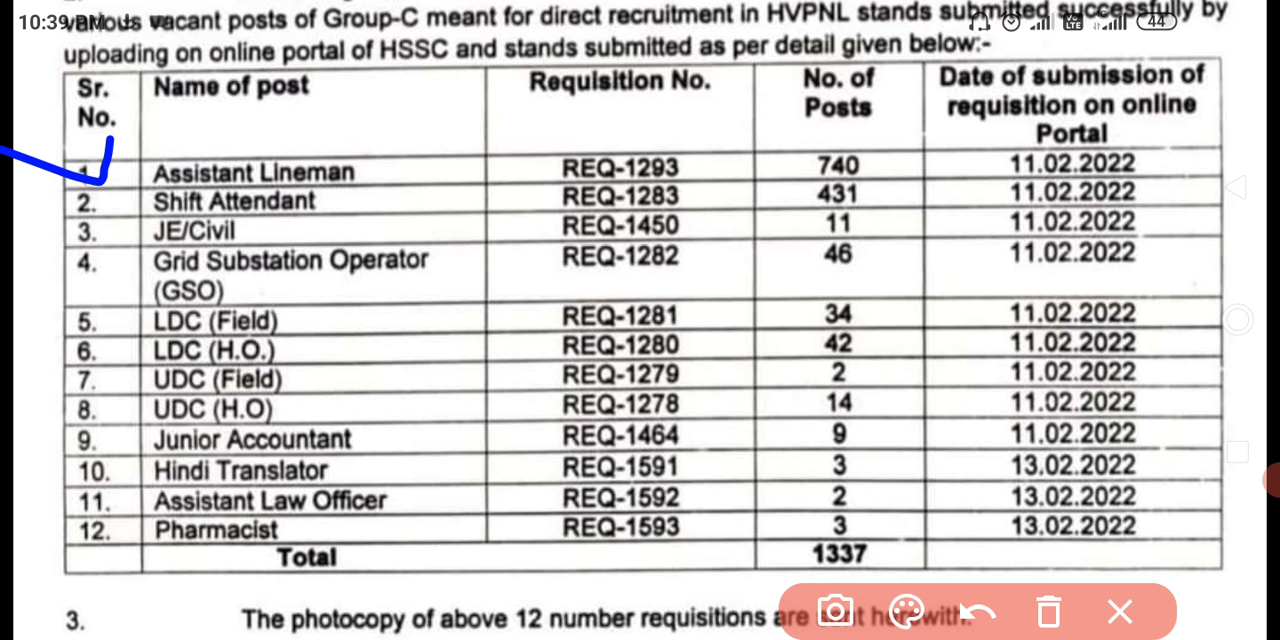 10:39 PM
various vacant posts of Group-C meant for direct recruitment in HVPNL stands submitted successfully by
uploading on online portal of HSSC and stands submitted as per detail given below:-
44
Sr. No. Name of post Requisition No. No. of Posts Date of submission of requisition on online Portal
1. Assistant Lineman REQ-1293 740 11.02.2022
2. Shift Attendant REQ-1283 431 11.02.2022
3. JE/Civil REQ-1450 11 11.02.2022
4. Grid Substation Operator (GSO) REQ-1282 46 11.02.2022
5. LDC (Field) REQ-1281 34 11.02.2022
6. LDC (H.O.) REQ-1280 42 11.02.2022
7. UDC (Field) REQ-1279 2 11.02.2022
8. UDC (H.O) REQ-1278 14 11.02.2022
9. Junior Accountant REQ-1464 9 11.02.2022
10. Hindi Translator REQ-1591 3 13.02.2022
11. Assistant Law Officer REQ-1592 2 13.02.2022
12. Pharmacist REQ-1593 3 13.02.2022
Total 1337
3. The photocopy of above 12 number requisitions are sent herewith.